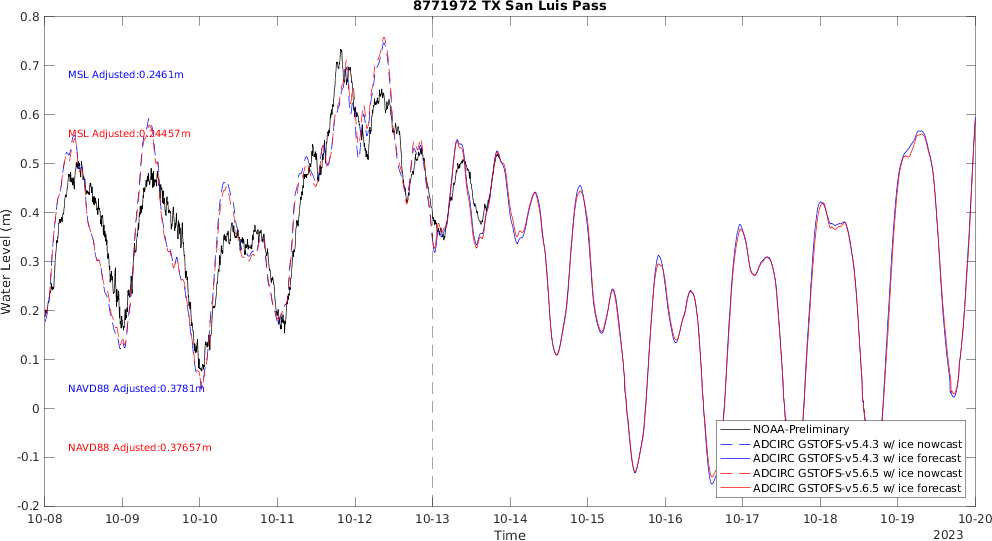 8771972 TX San Luis Pass
0.8
0.7
0.6
0.5
0.4
0.3
0.2
0.1
0
-0.1
-0.2
Water Level (m)
MSL Adjusted:0.2461m
MSL Adjusted:0.24457m
NAVD88 Adjusted:0.3781m
NAVD88 Adjusted:0.37657m
NOAA-Preliminary
ADCIRC GSTOFS-v5.4.3 w/ ice nowcast
ADCIRC GSTOFS-v5.4.3 w/ ice forecast
ADCIRC GSTOFS-v5.6.5 w/ ice nowcast
ADCIRC GSTOFS-v5.6.5 w/ ice forecast
10-08 10-09 10-10 10-11 10-12 10-13 10-14 10-15 10-16 10-17 10-18 10-19 10-20
Time
2023